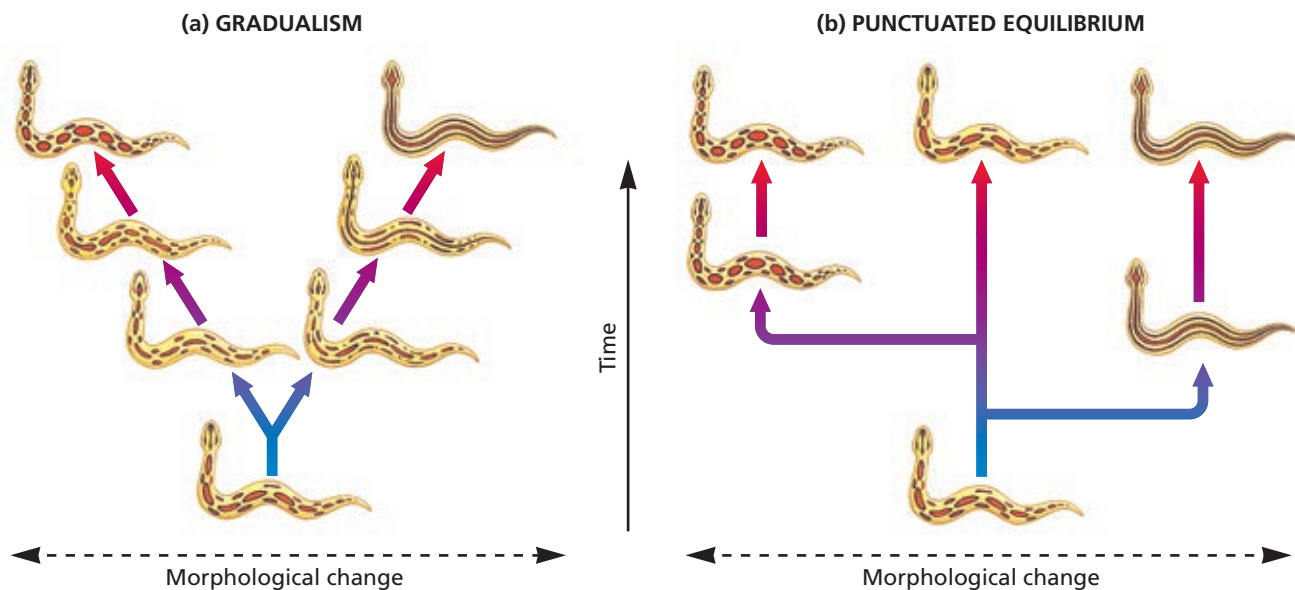 (a) GRADUALISM
(b) PUNCTUATED EQUILIBRIUM
Time
Morphological change
Morphological change